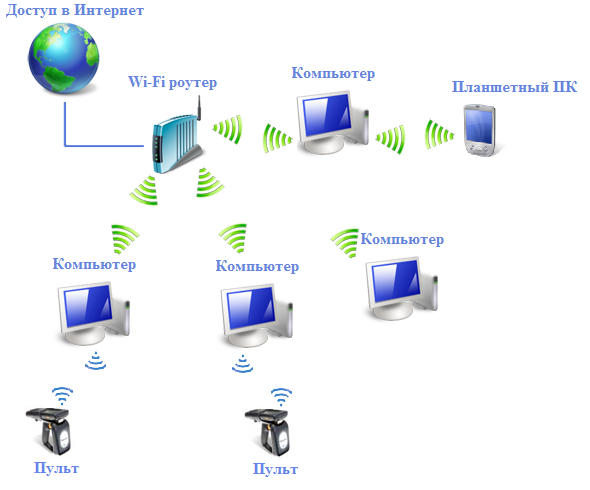 Доступ в Интернет
Wi-Fi роутер
Компьютер
Планшетный ПК
Компьютер
Компьютер
Компьютер
Пульт
Пульт